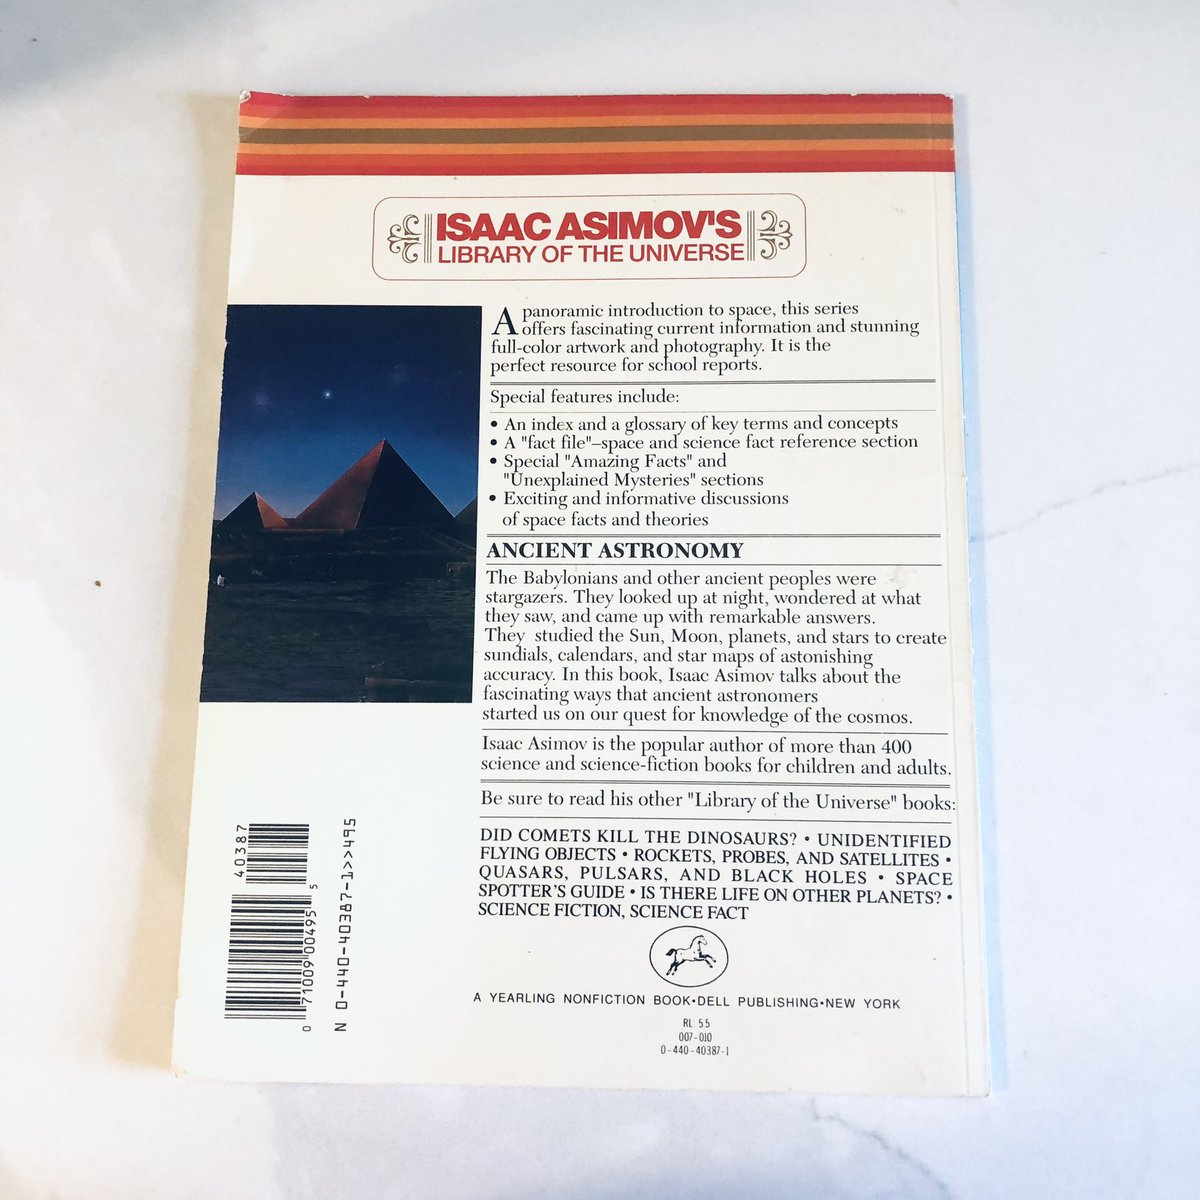 ISAAC ASIMOV'S
LIBRARY OF THE UNIVERSE
A panoramic introduction to space, this series
offers fascinating current information and stunning
full-color artwork and photography. It is the
perfect resource for school reports.
Special features include:
• An index and a glossary of key terms and concepts
• A "fact file"–space and science fact reference section
• Special "Amazing Facts" and
"Unexplained Mysteries" sections
• Exciting and informative discussions
of space facts and theories
ANCIENT ASTRONOMY
The Babylonians and other ancient peoples were
stargazers. They looked up at night, wondered at what
they saw, and came up with remarkable answers.
They studied the Sun, Moon, planets, and stars to create
sundials, calendars, and star maps of astonishing
accuracy. In this book, Isaac Asimov talks about the
fascinating ways that ancient astronomers
started us on our quest for knowledge of the cosmos.
Isaac Asimov is the popular author of more than 400
science and science-fiction books for children and adults.
Be sure to read his other "Library of the Universe" books:
DID COMETS KILL THE DINOSAURS? • UNIDENTIFIED
FLYING OBJECTS • ROCKETS, PROBES, AND SATELLITES •
QUASARS, PULSARS, AND BLACK HOLES • SPACE
SPOTTER'S GUIDE • IS THERE LIFE ON OTHER PLANETS? •
SCIENCE FICTION, SCIENCE FACT
A YEARLING NONFICTION BOOK•DELL PUBLISHING•NEW YORK
RL: 5.5
007-010
0-440-40387-1
40387
0 71009 00495 5
N 0-440-40387-1>>495